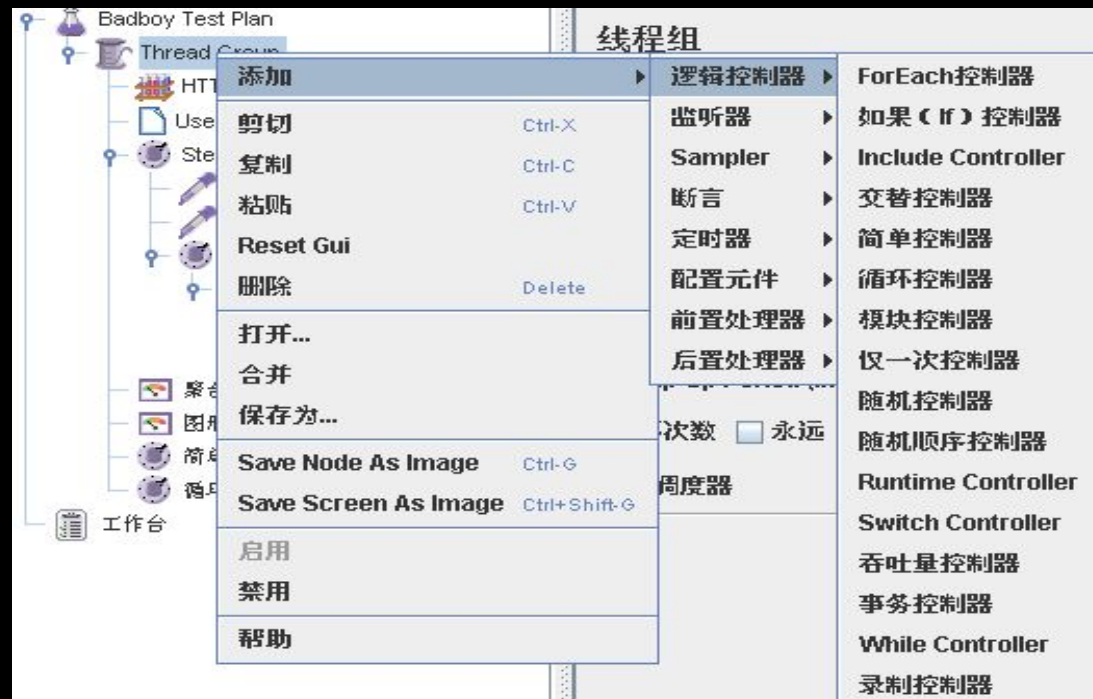 Badboy Test Plan
Thread
HTT
Use
Ste
工作台
线程组
添加
剪切 Ctrl-X
复制 Ctrl-C
粘贴 Ctrl-V
Reset Gui
删除 Delete
打开...
合并
保存为...
Save Node As Image Ctrl-G
Save Screen As Image Ctrl+Shift-G
启用
禁用
帮助
逻辑控制器
监听器
Sampler
断言
定时器
配置元件
前置处理器
后置处理器
次数 永远
调度器
ForEach控制器
如果（If）控制器
Include Controller
交替控制器
简单控制器
循环控制器
模块控制器
仅一次控制器
随机控制器
随机顺序控制器
Runtime Controller
Switch Controller
吞吐量控制器
事务控制器
While Controller
录制控制器